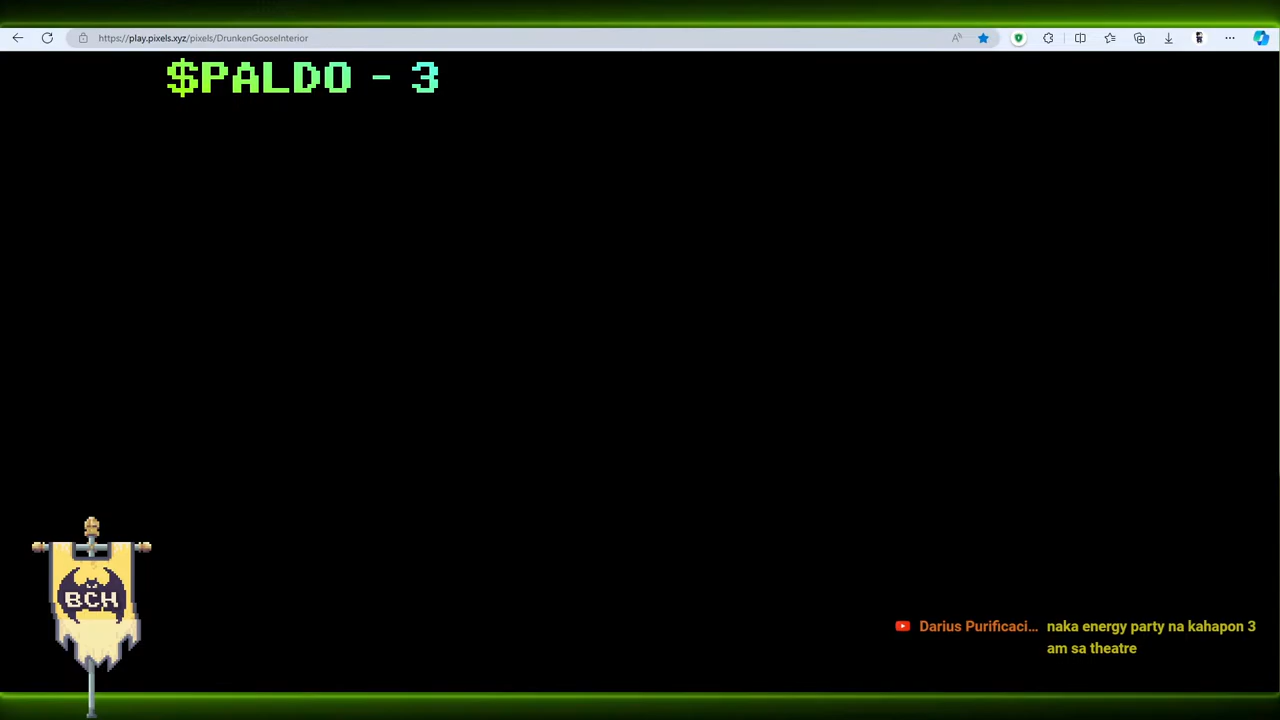 https://play.pixels.xyz/pixels/DrunkenGooseInterior
$PALDO - 3
BCH
Darius Purificaci... naka energy party na kahapon 3
am sa theatre